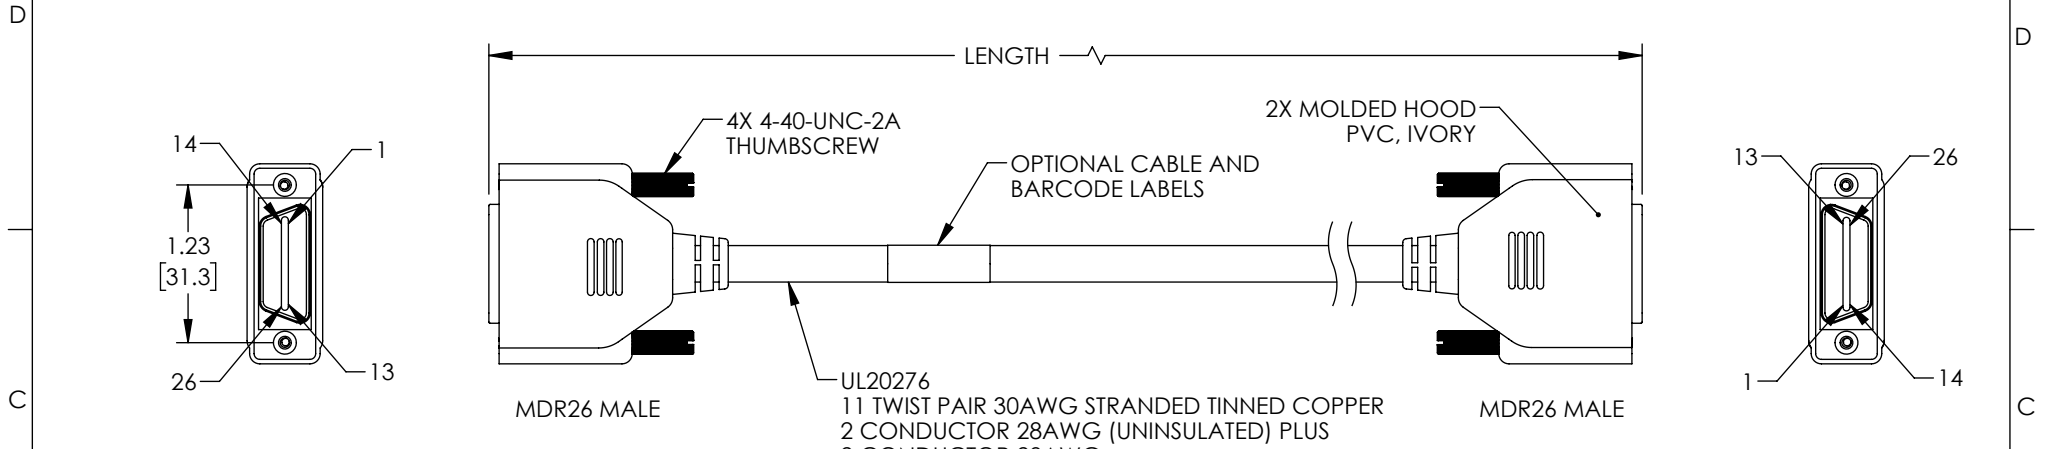 D
D
LENGTH
4X 4-40-UNC-2A
THUMBSCREW
2X MOLDED HOOD
PVC, IVORY
OPTIONAL CABLE AND
BARCODE LABELS
14
1
1.23
[31.3]
26
13
13
26
1
14
MDR26 MALE
MDR26 MALE
UL20276
11 TWIST PAIR 30AWG STRANDED TINNED COPPER
2 CONDUCTOR 28AWG (UNINSULATED) PLUS
C
C